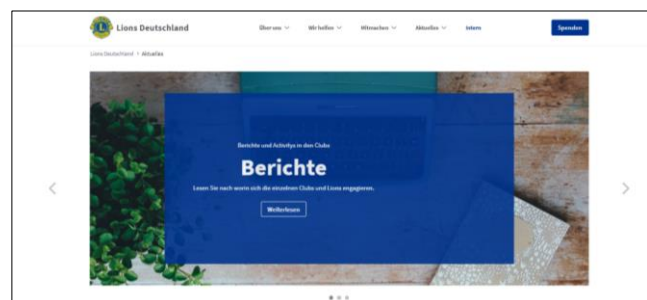 Lions Deutschland
Über uns
Wir helfen
Mitmachen
Aktuelles
Intern
Spenden
Lions Deutschland > Aktuelles
Berichte und Activitys in den Clubs
Berichte
Lesen Sie nach worin sich die einzelnen Clubs und Lions engagieren.
Weiterlesen